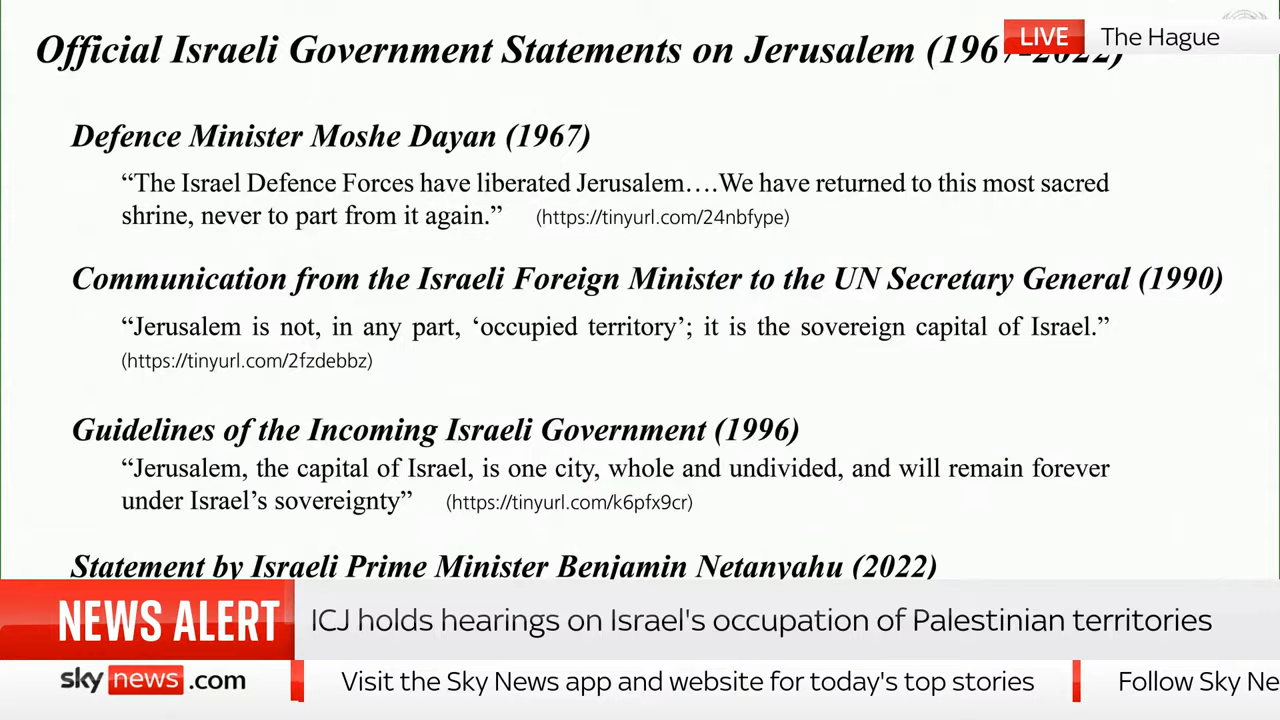 LIVE The Hague
Official Israeli Government Statements on Jerusalem (1967-2022)
Defence Minister Moshe Dayan (1967)
“The Israel Defence Forces have liberated Jerusalem….We have returned to this most sacred
shrine, never to part from it again.” (https://tinyurl.com/24nbfype)
Communication from the Israeli Foreign Minister to the UN Secretary General (1990)
“Jerusalem is not, in any part, ‘occupied territory’; it is the sovereign capital of Israel.”
(https://tinyurl.com/2fzdebbz)
Guidelines of the Incoming Israeli Government (1996)
“Jerusalem, the capital of Israel, is one city, whole and undivided, and will remain forever
under Israel’s sovereignty” (https://tinyurl.com/k6pfx9cr)
Statement by Israeli Prime Minister Benjamin Netanyahu (2022)
NEWS ALERT ICJ holds hearings on Israel's occupation of Palestinian territories
sky news .com Visit the Sky News app and website for today's top stories Follow Sky Ne